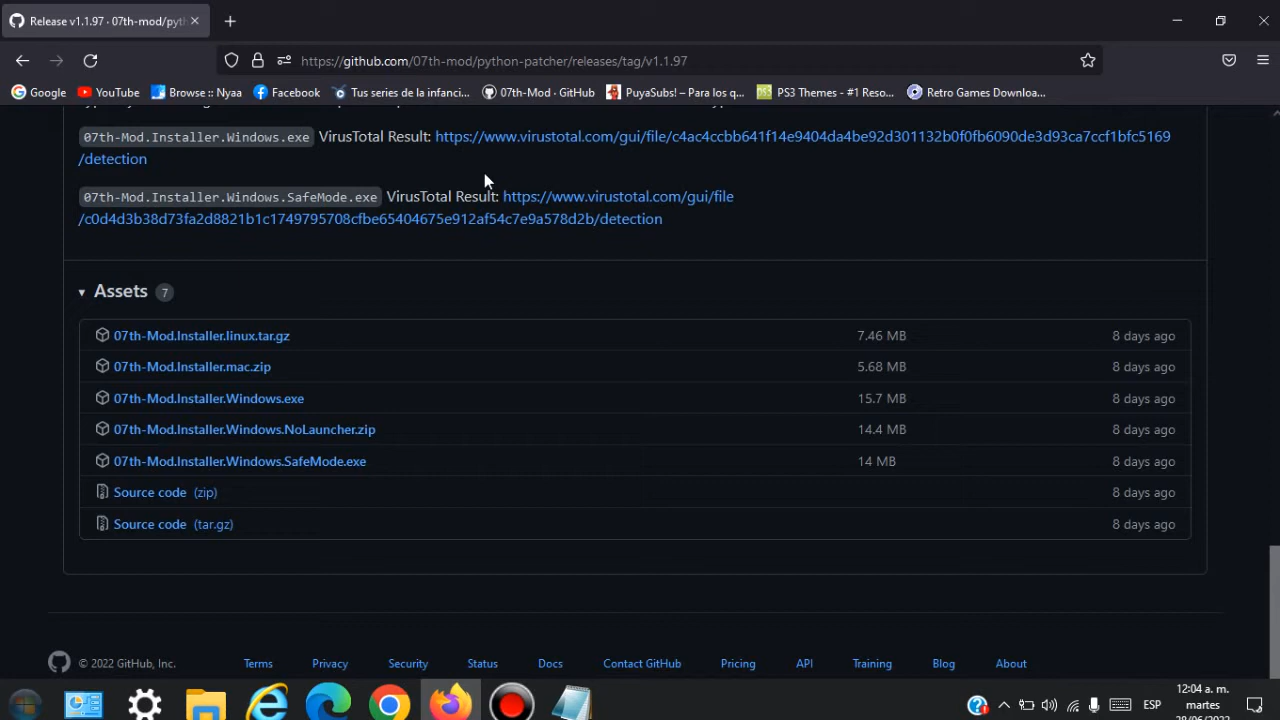 Release v1.1.97 · 07th-mod/pyth
https://github.com/07th-mod/python-patcher/releases/tag/v1.1.97
Google
YouTube
Browse :: Nyaa
Facebook
Tus series de la infanci...
07th-Mod · GitHub
PuyaSubs! – Para los q...
PS3 Themes - #1 Reso...
Retro Games Downloa...
07th-Mod.Installer.Windows.exe VirusTotal Result: https://www.virustotal.com/gui/file/c4ac4ccbb641f14e9404da4be92d301132b0f0fb6090de3d93ca7ccf1bfc5169
/detection
07th-Mod.Installer.Windows.SafeMode.exe VirusTotal Result: https://www.virustotal.com/gui/file
/c0d4d3b38d73fa2d8821b1c1749795708cfbe65404675e912af54c7e9a578d2b/detection
Assets 7
07th-Mod.Installer.linux.tar.gz 7.46 MB 8 days ago
07th-Mod.Installer.mac.zip 5.68 MB 8 days ago
07th-Mod.Installer.Windows.exe 15.7 MB 8 days ago
07th-Mod.Installer.Windows.NoLauncher.zip 14.4 MB 8 days ago
07th-Mod.Installer.Windows.SafeMode.exe 14 MB 8 days ago
Source code (zip) 8 days ago
Source code (tar.gz) 8 days ago
© 2022 GitHub, Inc. Terms Privacy Security Status Docs Contact GitHub Pricing API Training Blog About
ESP
12:04 a. m.
martes
28/06/2022